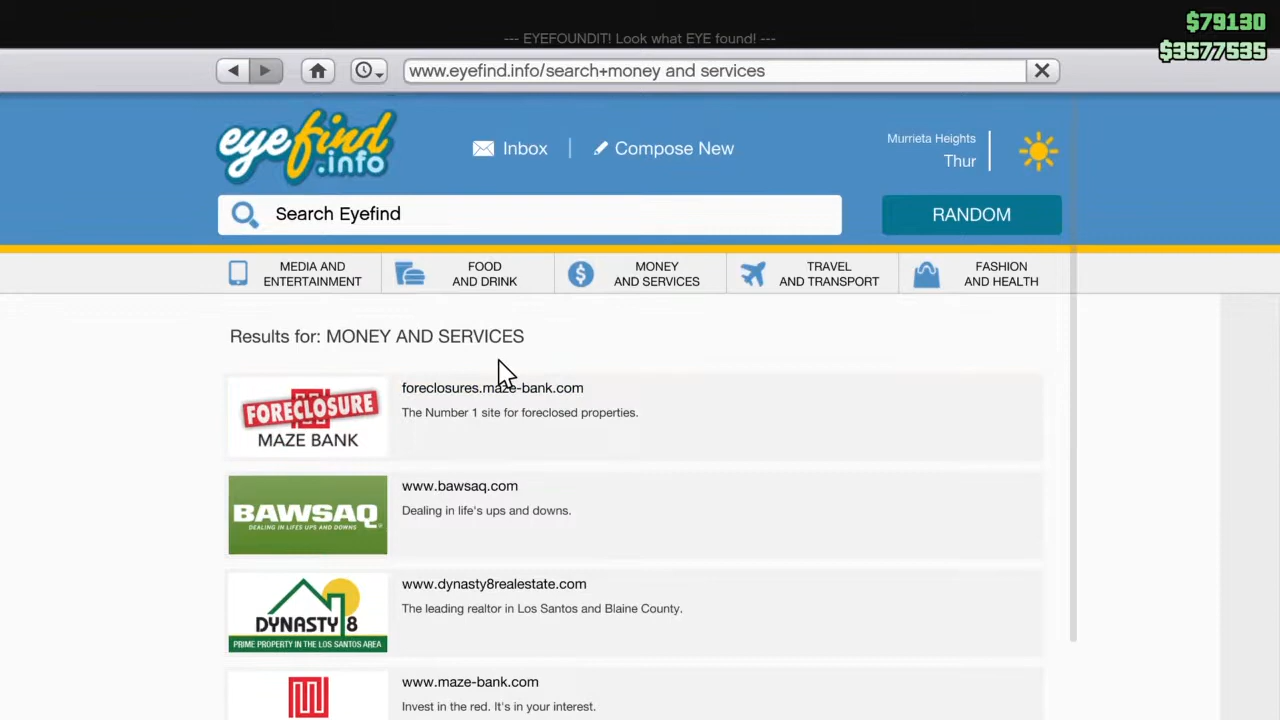 $79130
--- EYEFOUNDIT! Look what EYE found! ---
$3577535
www.eyefind.info/search+money and services
eyefind
.info
Inbox
Compose New
Murrieta Heights
Thur
Search Eyefind
RANDOM
MEDIA AND
ENTERTAINMENT
FOOD
AND DRINK
MONEY
AND SERVICES
TRAVEL
AND TRANSPORT
FASHION
AND HEALTH
Results for: MONEY AND SERVICES
FORECLOSURE
MAZE BANK
foreclosures.maze-bank.com
The Number 1 site for foreclosed properties.
BAWSAQ
DEALING IN LIFES UPS AND DOWNS
www.bawsaq.com
Dealing in life's ups and downs.
DYNASTY 8
PRIME PROPERTY IN THE LOS SANTOS AREA
www.dynasty8realestate.com
The leading realtor in Los Santos and Blaine County.
www.maze-bank.com
Invest in the red. It's in your interest.